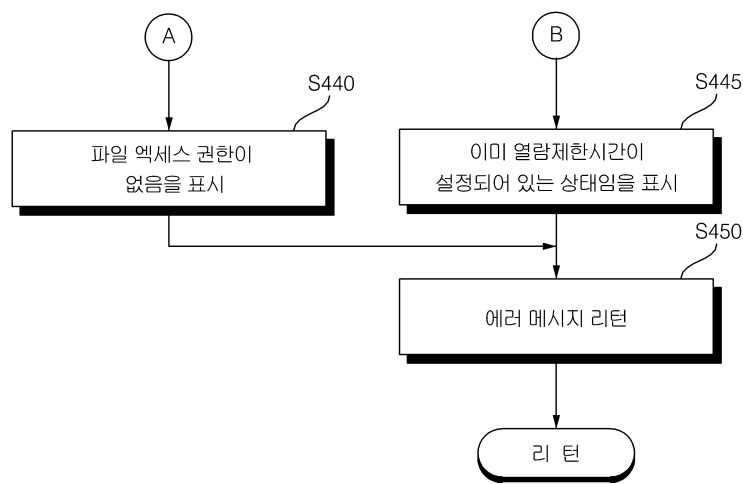 A
B
S440
S445
파일 엑세스 권한이
없음을 표시
이미 열람제한시간이
설정되어 있는 상태임을 표시
S450
에러 메시지 리턴
리 턴